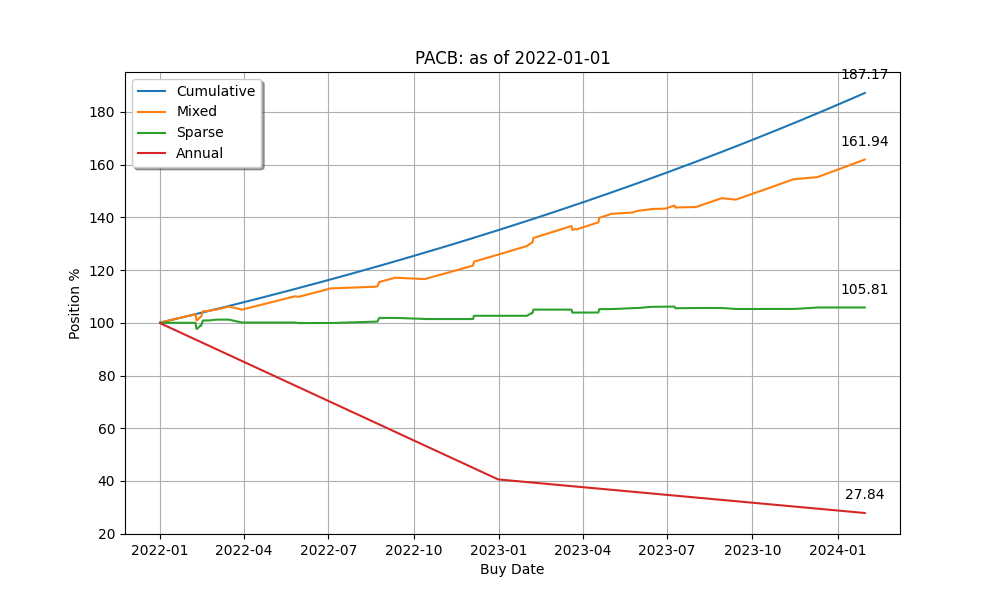 PACB: as of 2022-01-01
187.17
Cumulative
Mixed
Sparse
Annual
161.94
105.81
27.84
180
160
140
120
100
80
60
40
20
Position %
2022-01 2022-04 2022-07 2022-10 2023-01 2023-04 2023-07 2023-10 2024-01
Buy Date